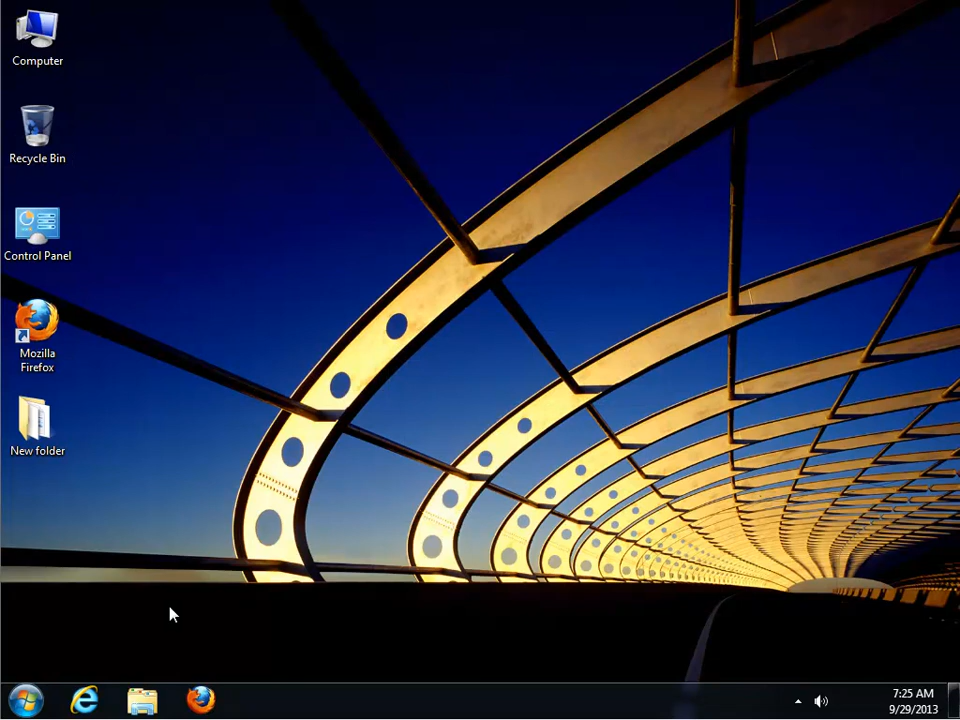 Computer
Recycle Bin
Control Panel
Mozilla
Firefox
New folder
7:25 AM
9/29/2013